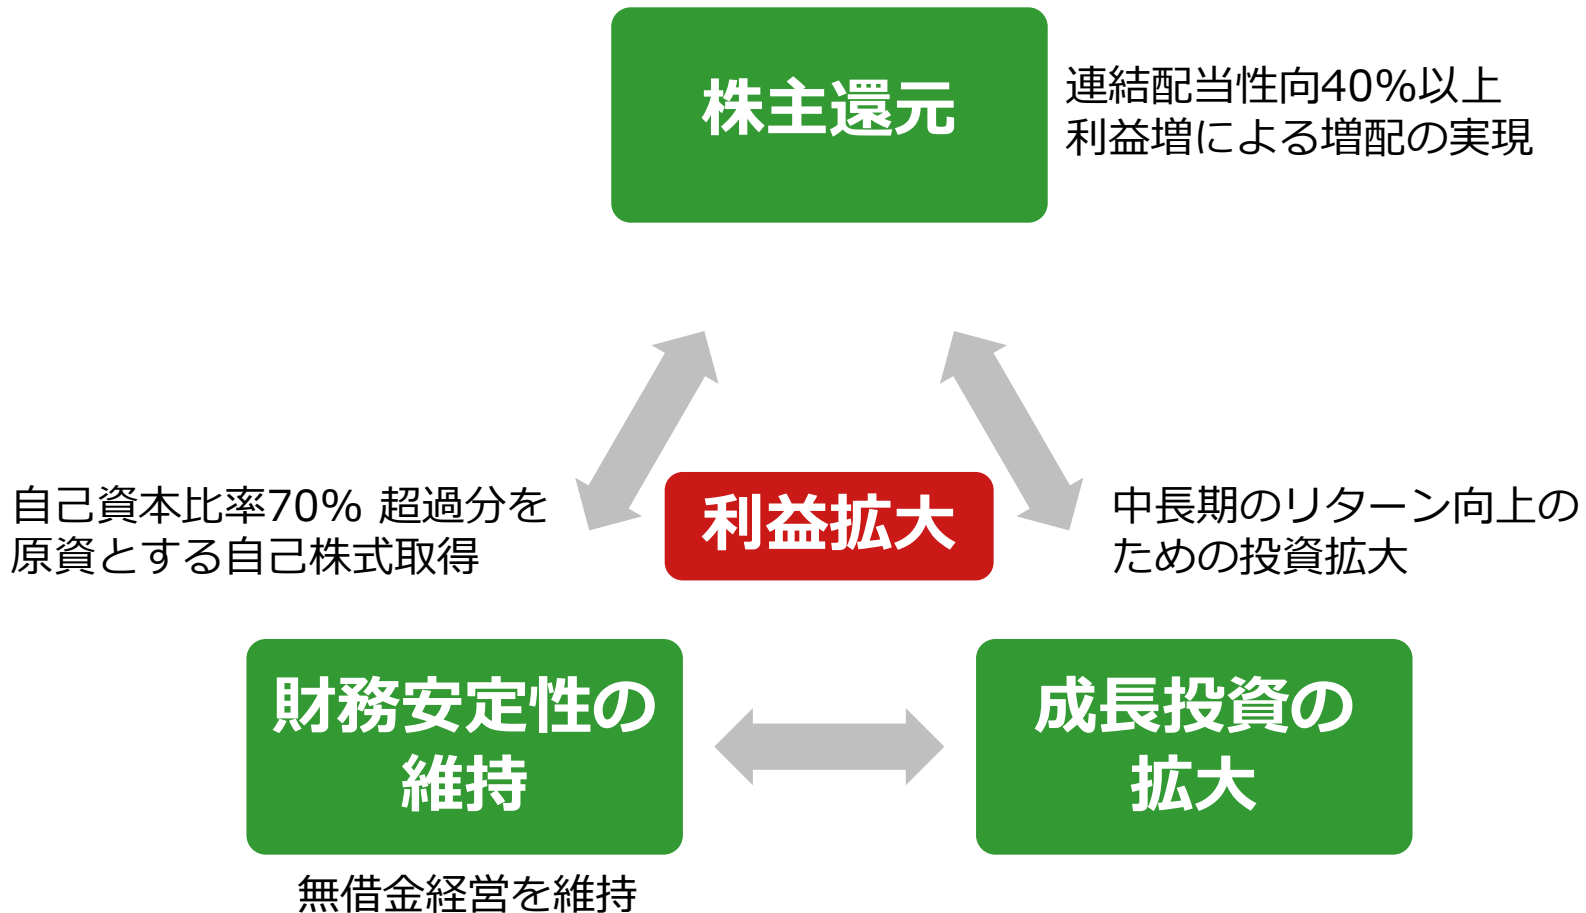 株主還元
連結配当性向40%以上
利益増による増配の実現
自己資本比率70% 超過分を
原資とする自己株式取得
利益拡大
中長期のリターン向上の
ための投資拡大
財務安定性の
維持
成長投資の
拡大
無借金経営を維持